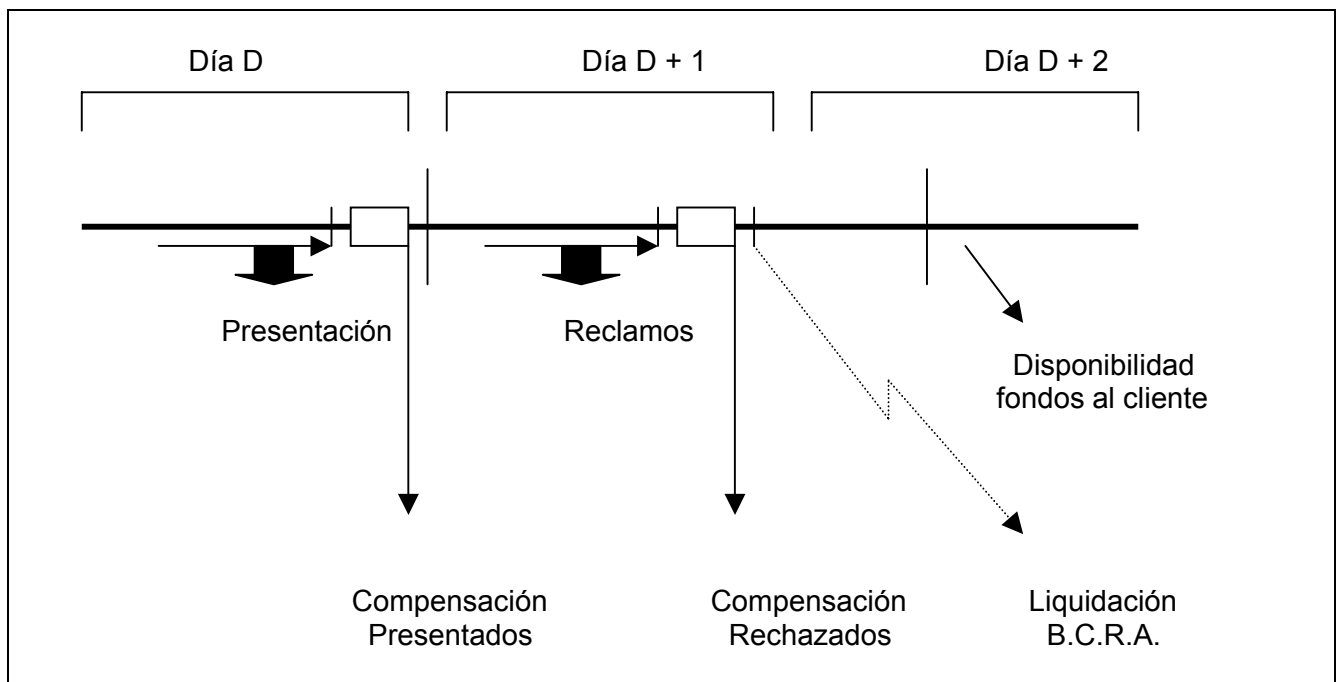 Día D
Día D + 1
Día D + 2
Presentación
Reclamos
Disponibilidad
fondos al cliente
Compensación
Presentados
Compensación
Rechazados
Liquidación
B.C.R.A.